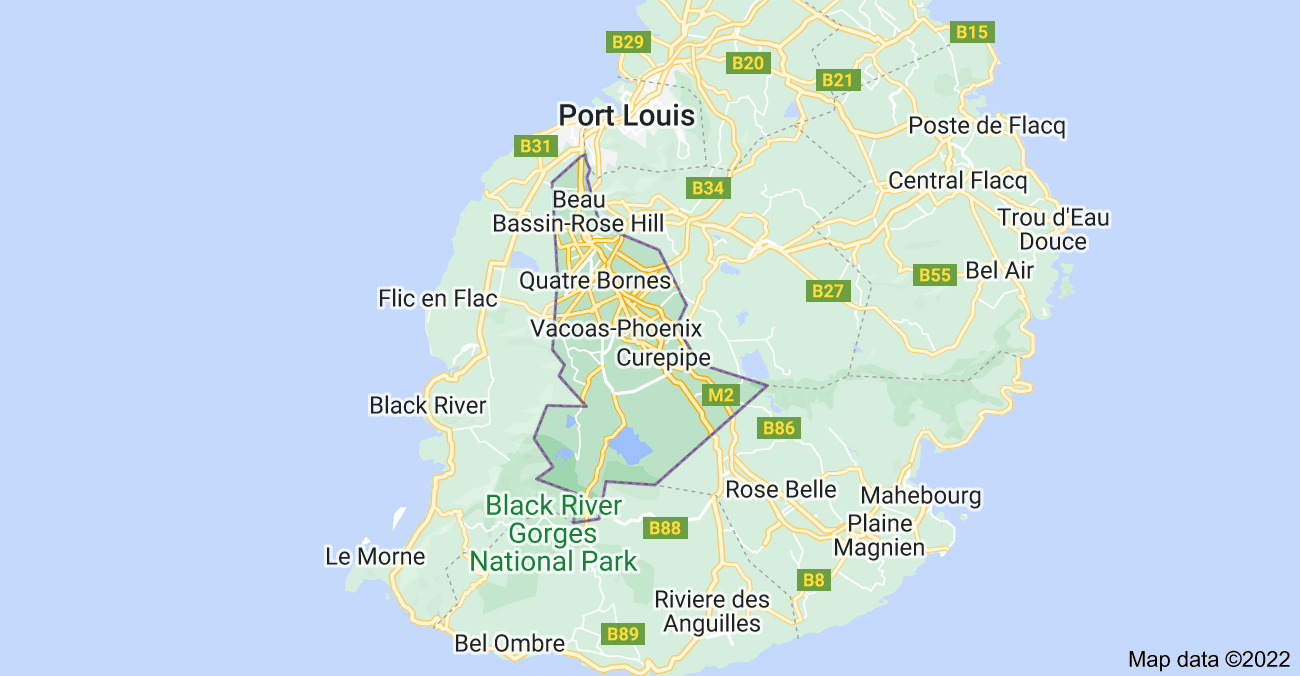 B15
B29
B20
B21
Port Louis
Poste de Flacq
B31
Central Flacq
B34
Beau
Bassin-Rose Hill
Trou d'Eau
Douce
Bel Air
B55
Quatre Bornes
B27
Flic en Flac
Vacoas-Phoenix
Curepipe
M2
Black River
B86
Rose Belle
Mahebourg
Black River
Gorges
National Park
B88
Plaine
Magnien
Le Morne
B8
Riviere des
Anguilles
B89
Bel Ombre
Map data ©2022